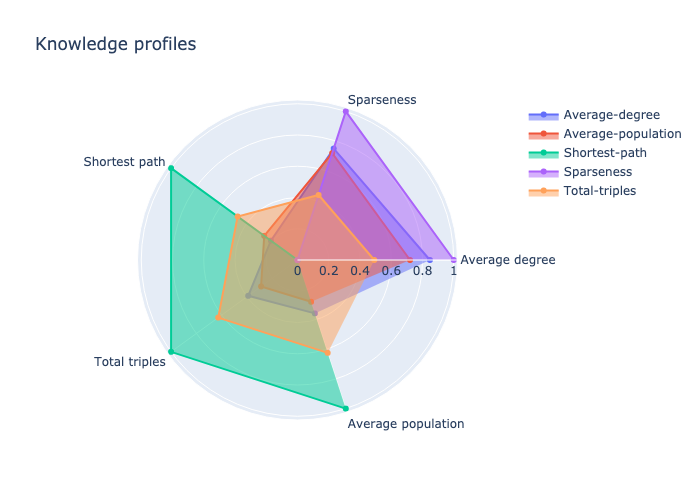 Knowledge profiles
Sparseness
Shortest path
Average degree
Total triples
Average population
0 0.2 0.4 0.6 0.8 1
Average-degree
Average-population
Shortest-path
Sparseness
Total-triples